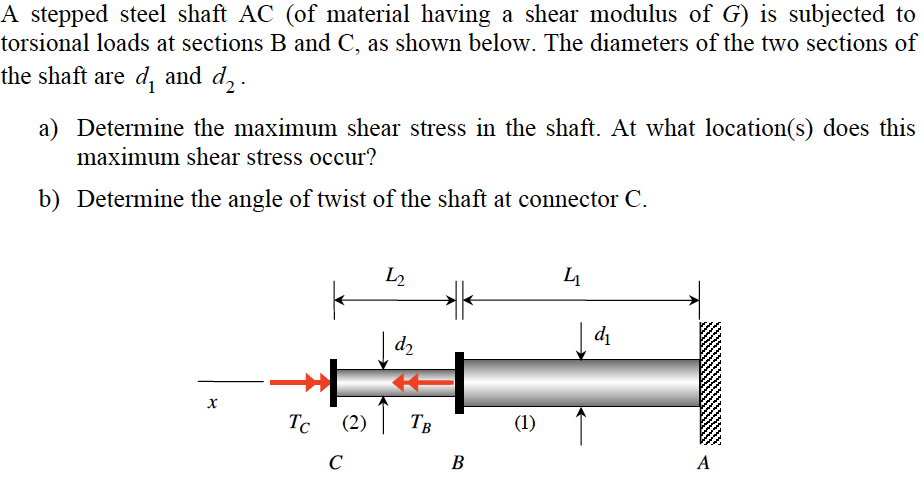 A stepped steel shaft AC (of material having a shear modulus of G) is subjected to
torsional loads at sections B and C, as shown below. The diameters of the two sections of
the shaft are d₁ and d₂ .
a) Determine the maximum shear stress in the shaft. At what location(s) does this
maximum shear stress occur?
b) Determine the angle of twist of the shaft at connector C.
L₂ L₁
d₂ d₁
x
T_C (2) T_B (1)
C B A